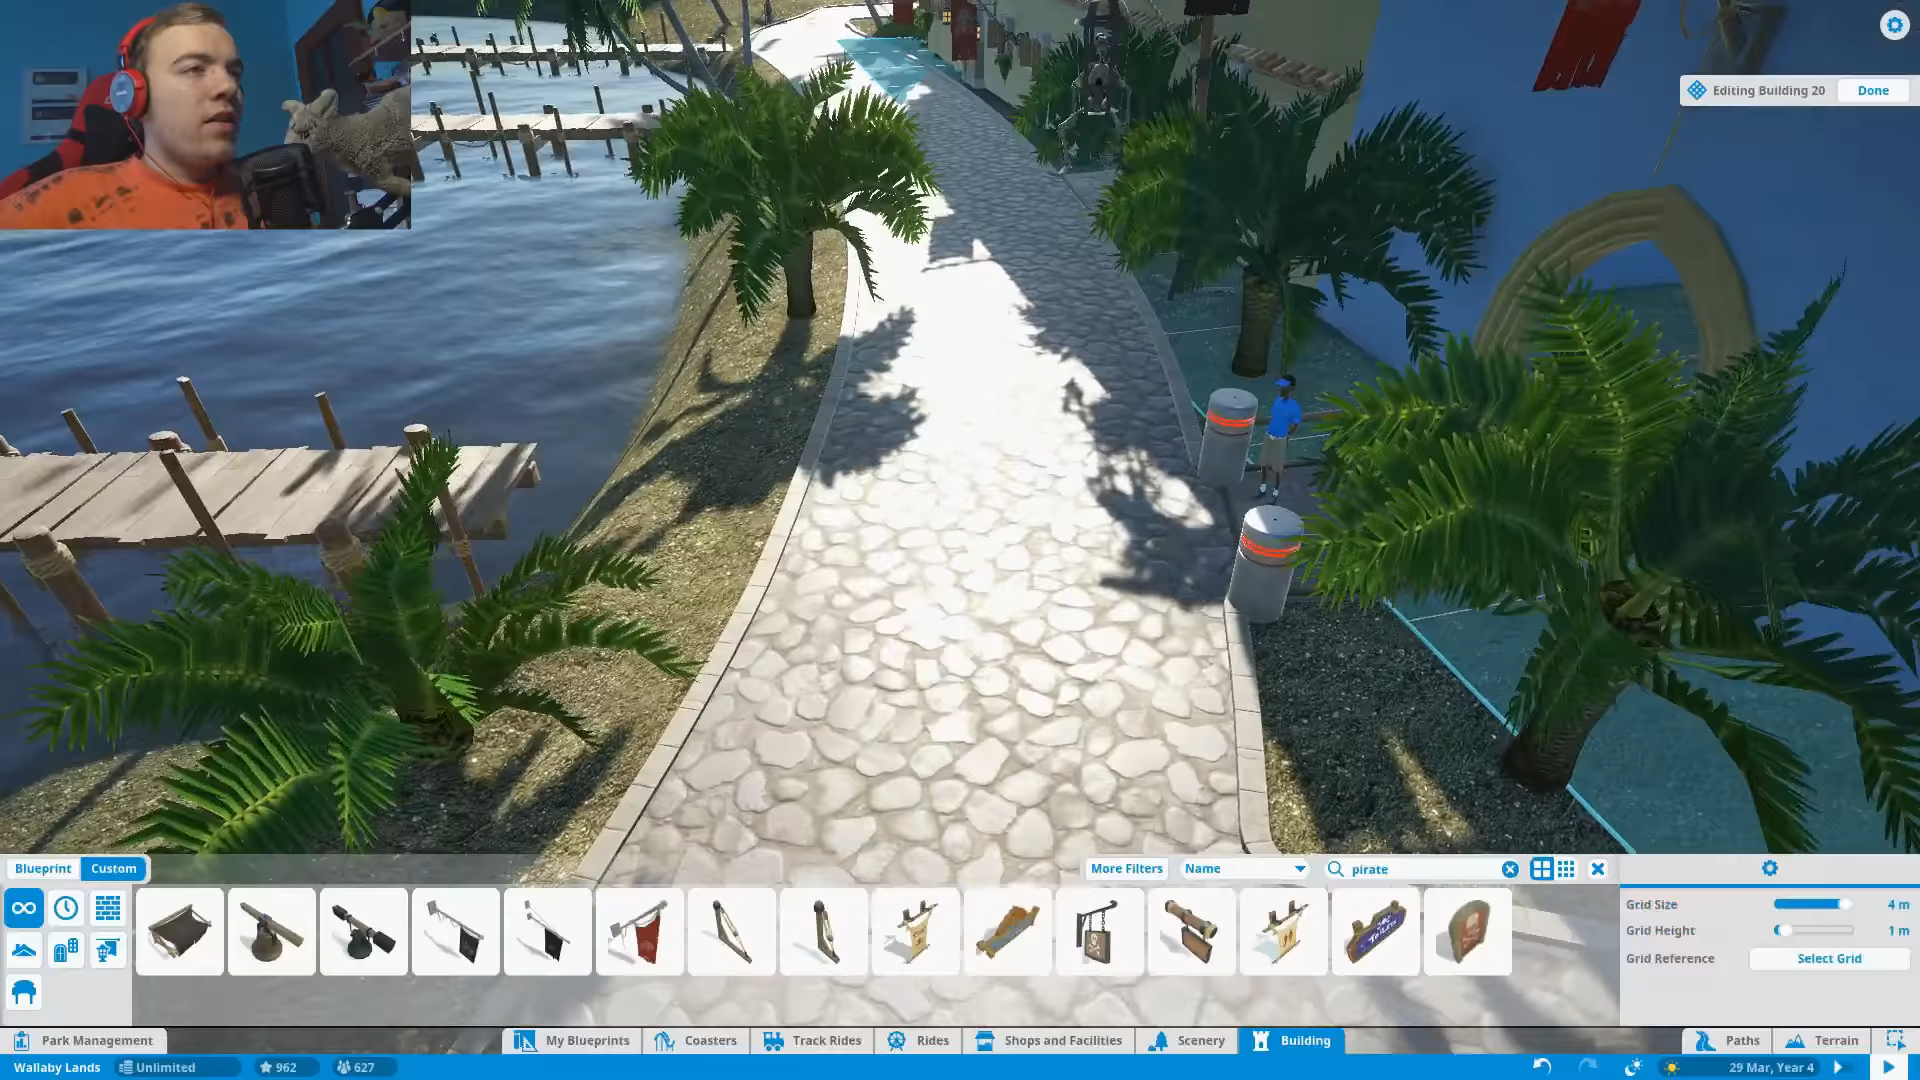 Editing Building 20
Done
Blueprint
Custom
More Filters
Name
pirate
Grid Size
4 m
Grid Height
1 m
Grid Reference
Select Grid
Park Management
My Blueprints
Coasters
Track Rides
Rides
Shops and Facilities
Scenery
Building
Paths
Terrain
Wallaby Lands
Unlimited
962
627
29 Mar, Year 4